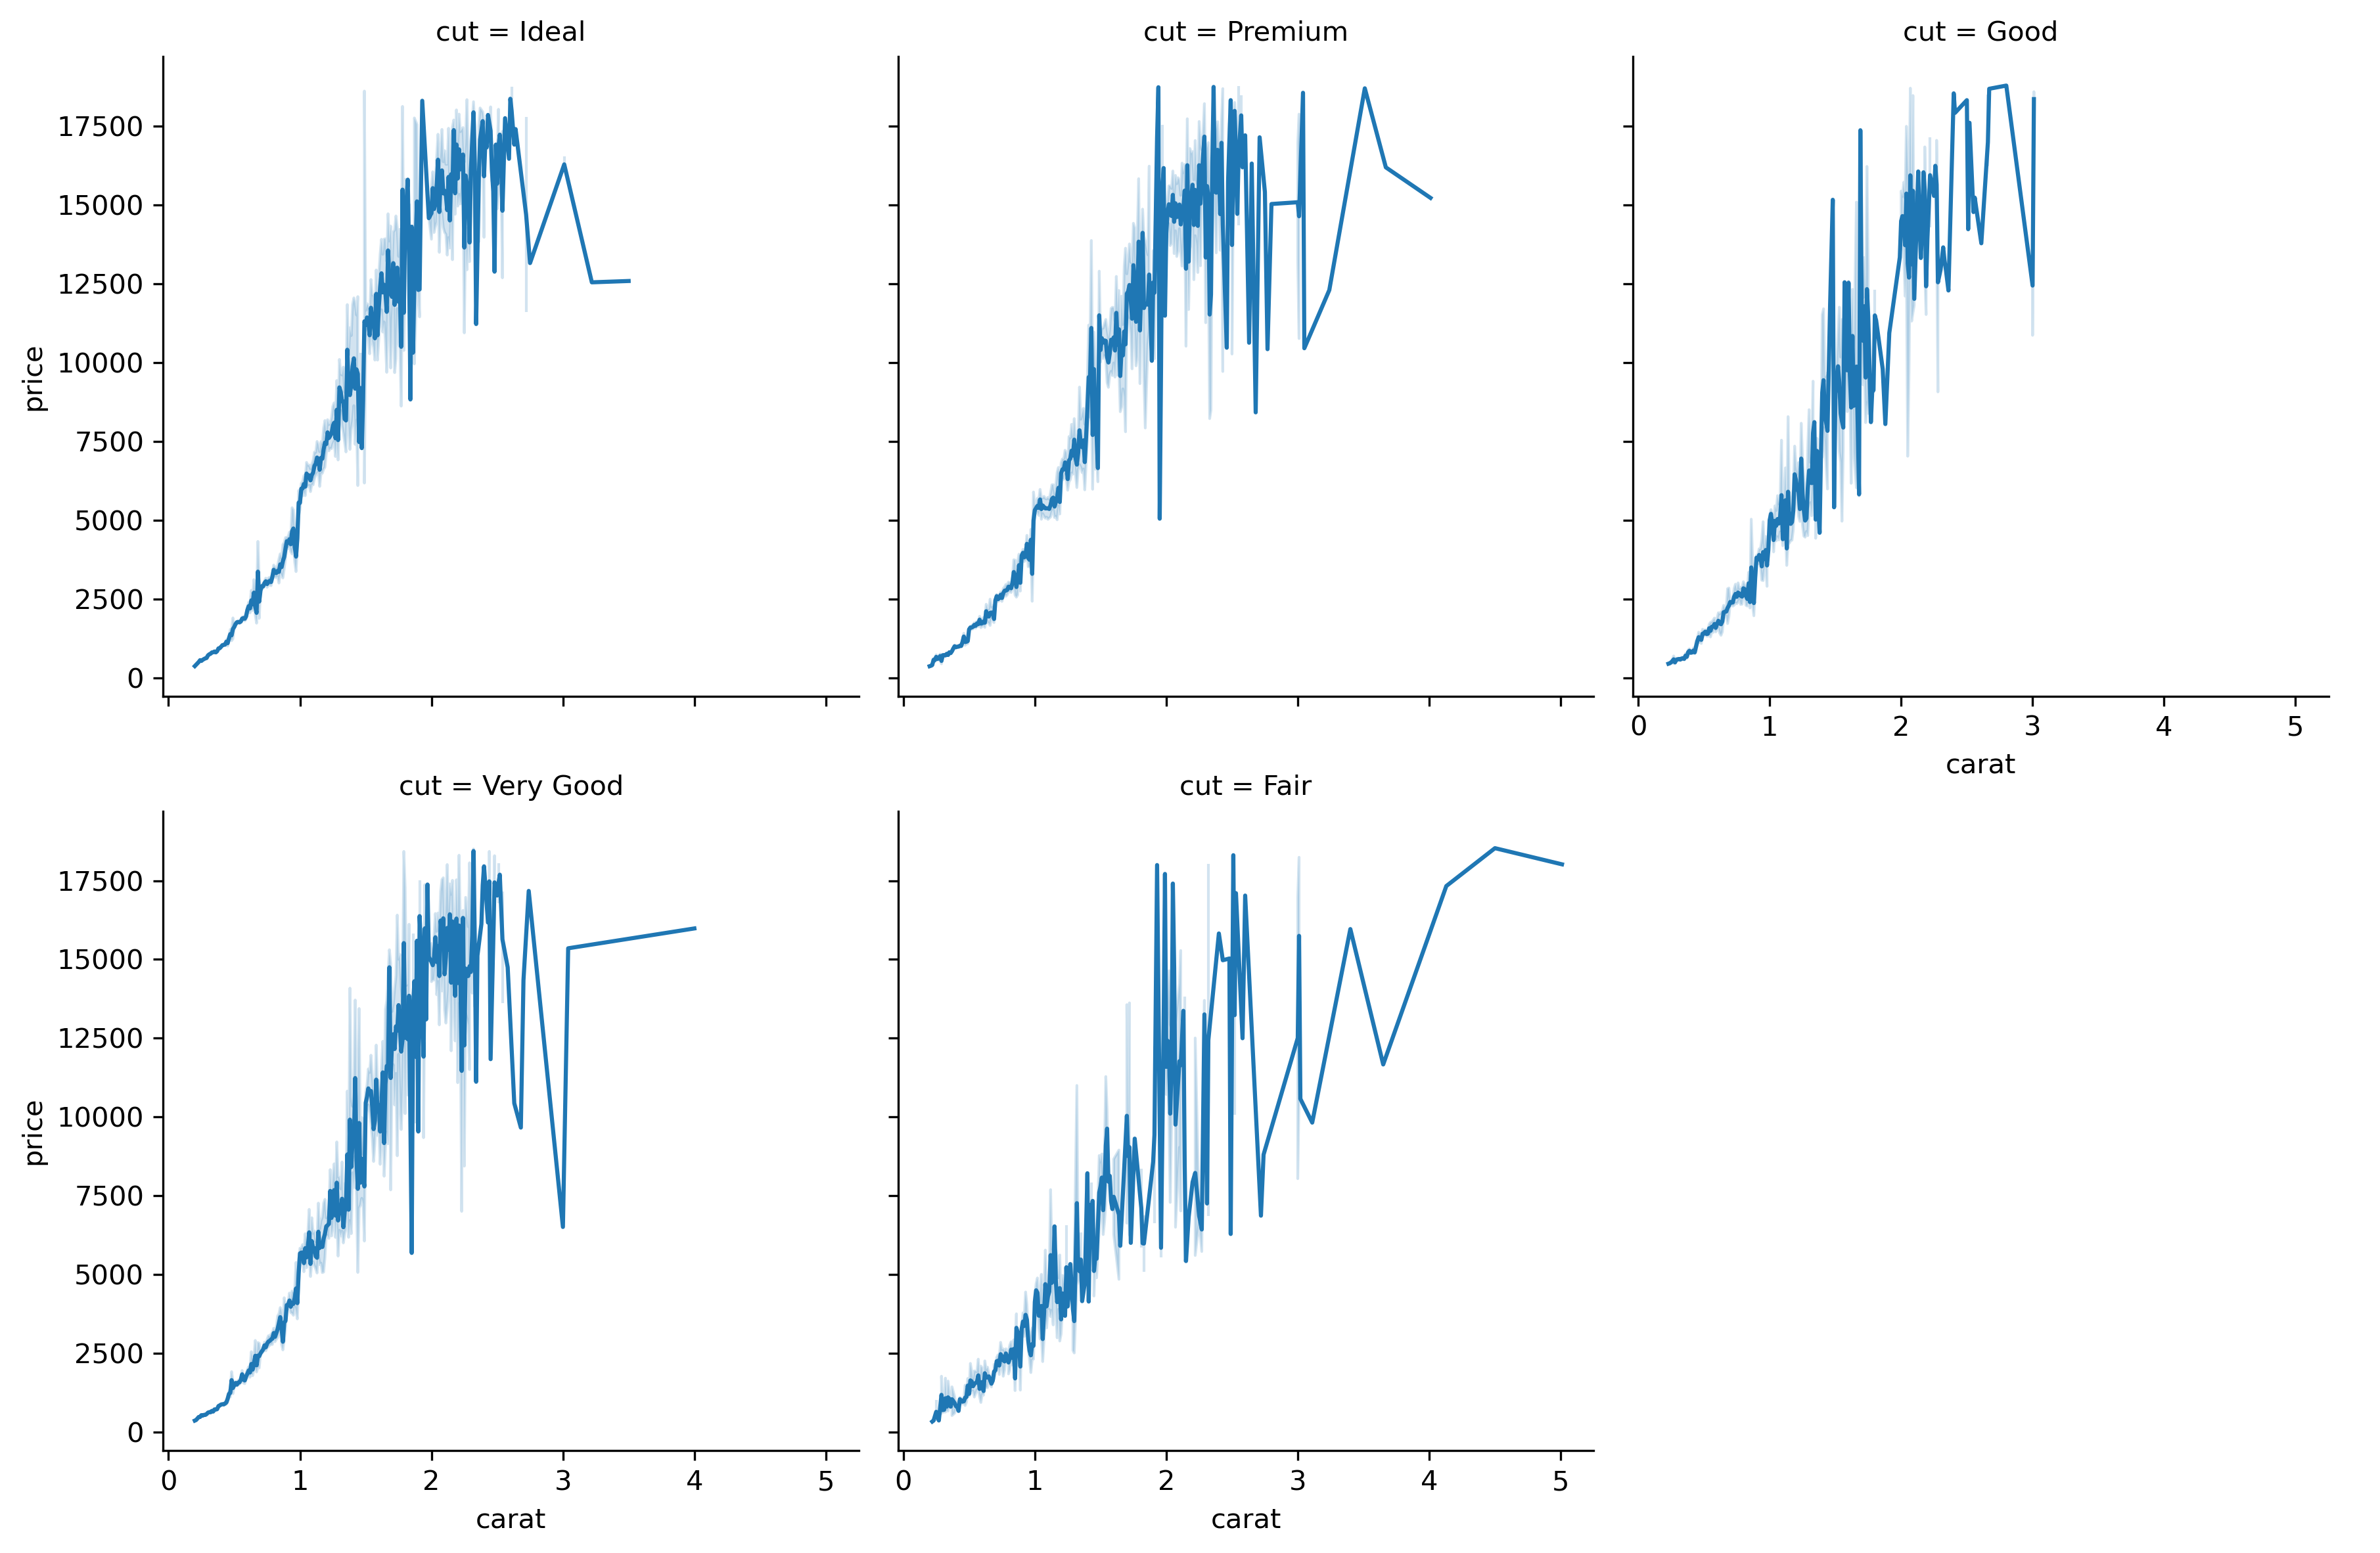 cut = Ideal
price
17500
15000
12500
10000
7500
5000
2500
0
cut = Premium
cut = Good
0 1 2 3 4 5
carat
cut = Very Good
price
17500
15000
12500
10000
7500
5000
2500
0
0 1 2 3 4 5
carat
cut = Fair
0 1 2 3 4 5
carat